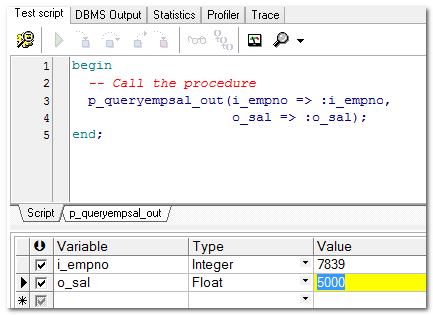 Test script DBMS Output Statistics Profiler Trace
1 begin
2 -- Call the procedure
3 p_queryempsal_out(i_empno => :i_empno,
4 o_sal => :o_sal);
5 end;
Script p_queryempsal_out
Variable Type Value
i_empno Integer 7839
o_sal Float 5000